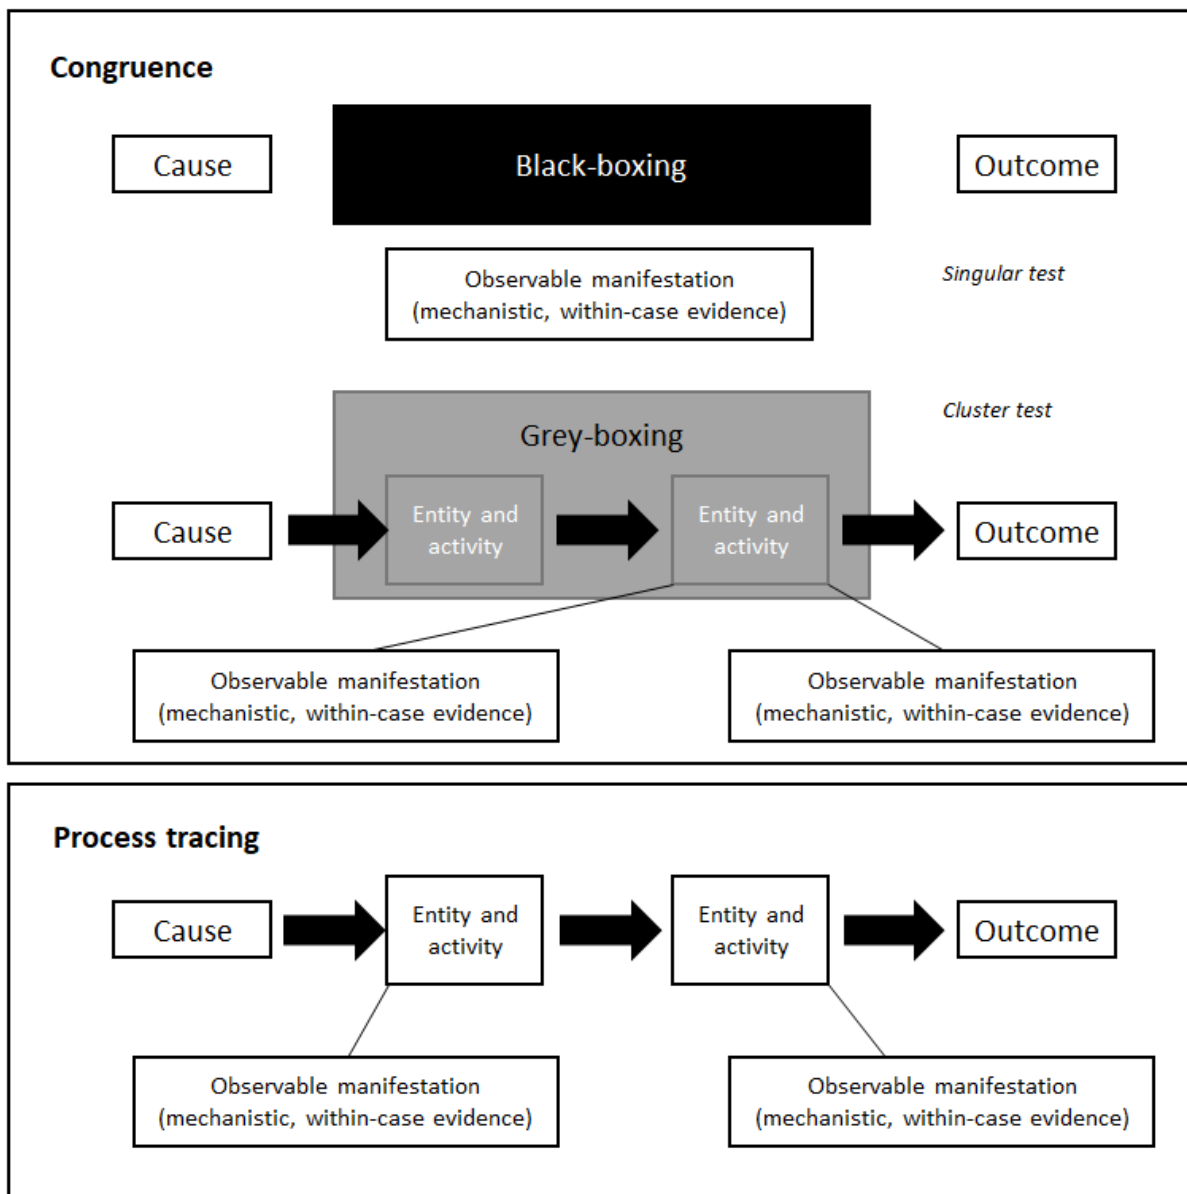 Congruence
Cause
Black-boxing
Outcome
Observable manifestation
(mechanistic, within-case evidence)
Singular test
Cluster test
Grey-boxing
Cause
Entity and
activity
Entity and
activity
Outcome
Observable manifestation
(mechanistic, within-case evidence)
Observable manifestation
(mechanistic, within-case evidence)
Process tracing
Cause
Entity and
activity
Entity and
activity
Outcome
Observable manifestation
(mechanistic, within-case evidence)
Observable manifestation
(mechanistic, within-case evidence)